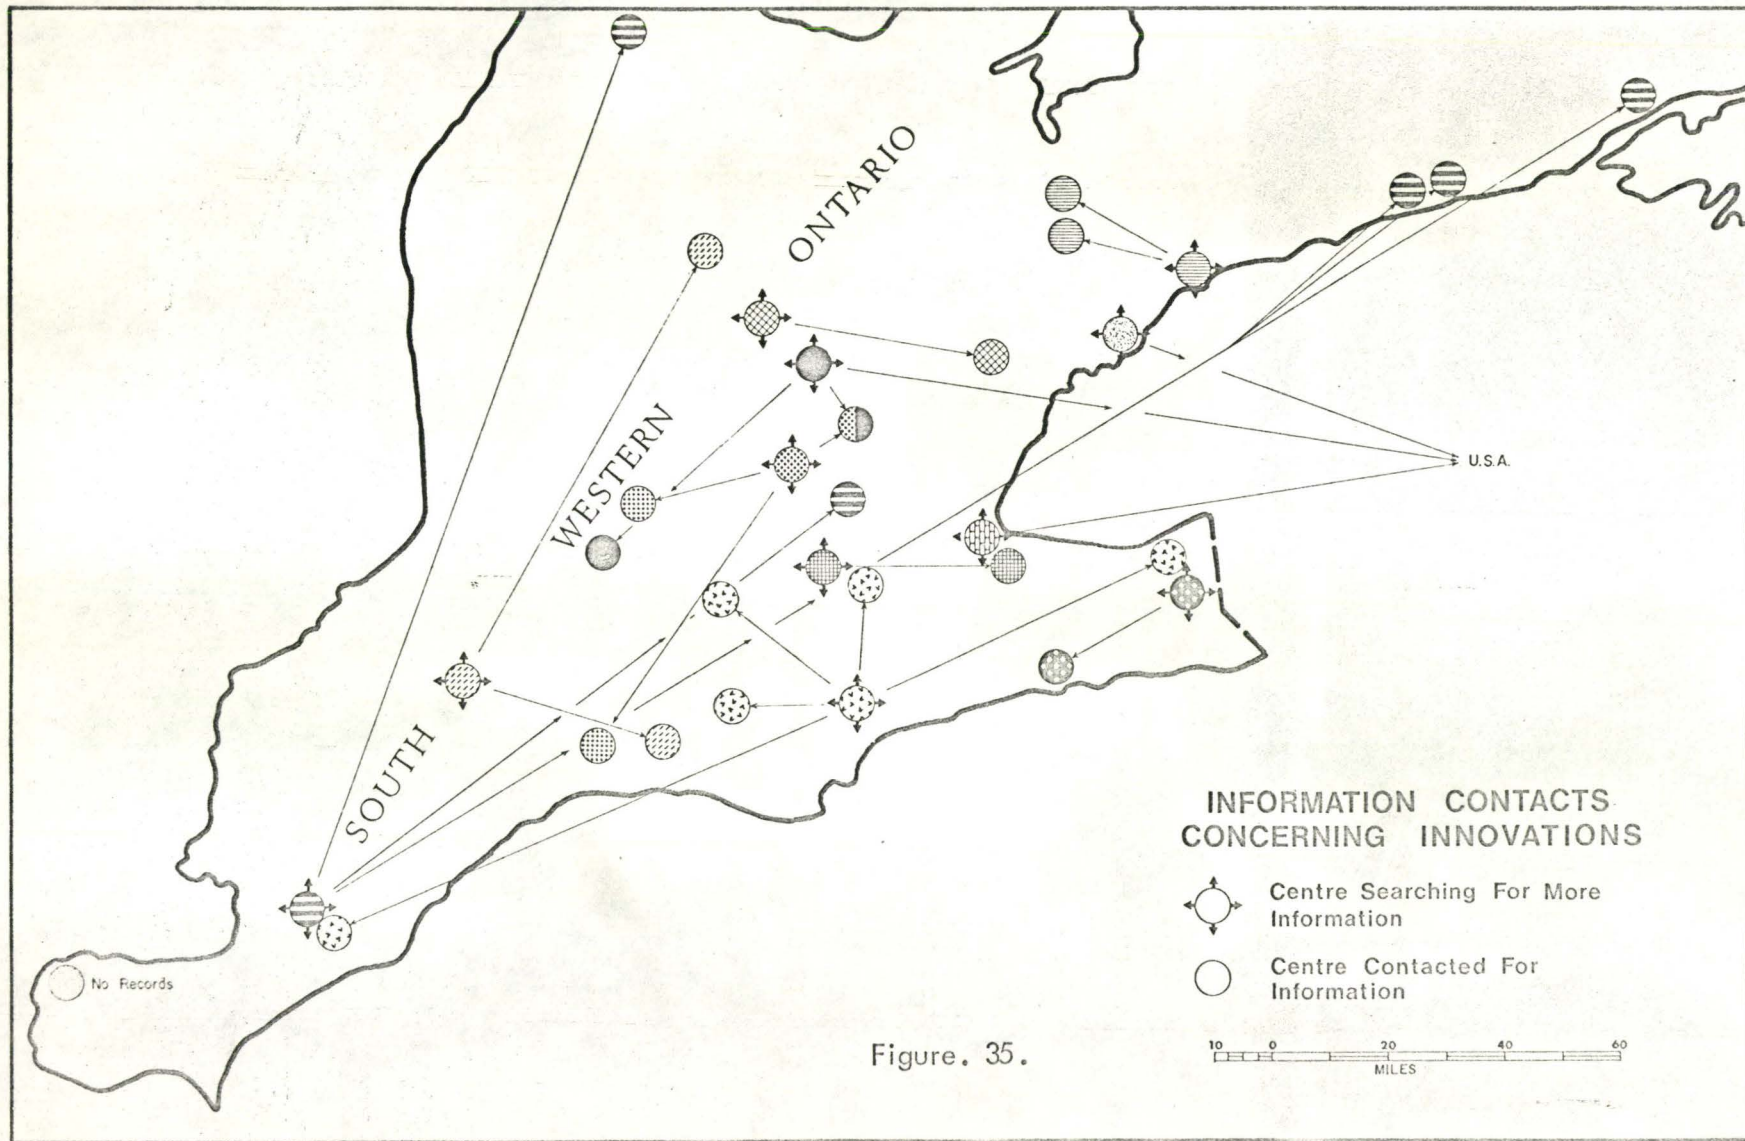 SOUTH WESTERN ONTARIO
U.S.A.
No Records
INFORMATION CONTACTS
CONCERNING INNOVATIONS
Centre Searching For More
Information
Centre Contacted For
Information
Figure. 35.
10 0 20 40 60
MILES